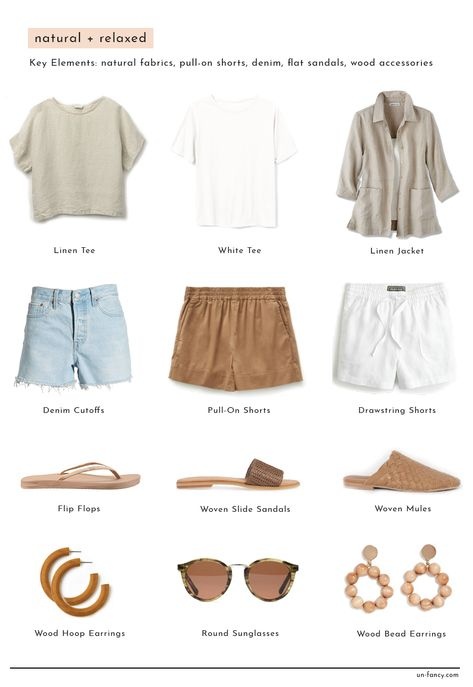 natural + relaxed
Key Elements: natural fabrics, pull-on shorts, denim, flat sandals, wood accessories
Linen Tee
White Tee
Linen Jacket
Denim Cutoffs
Pull-On Shorts
Drawstring Shorts
Flip Flops
Woven Slide Sandals
Woven Mules
Wood Hoop Earrings
Round Sunglasses
Wood Bead Earrings
un-fancy.com